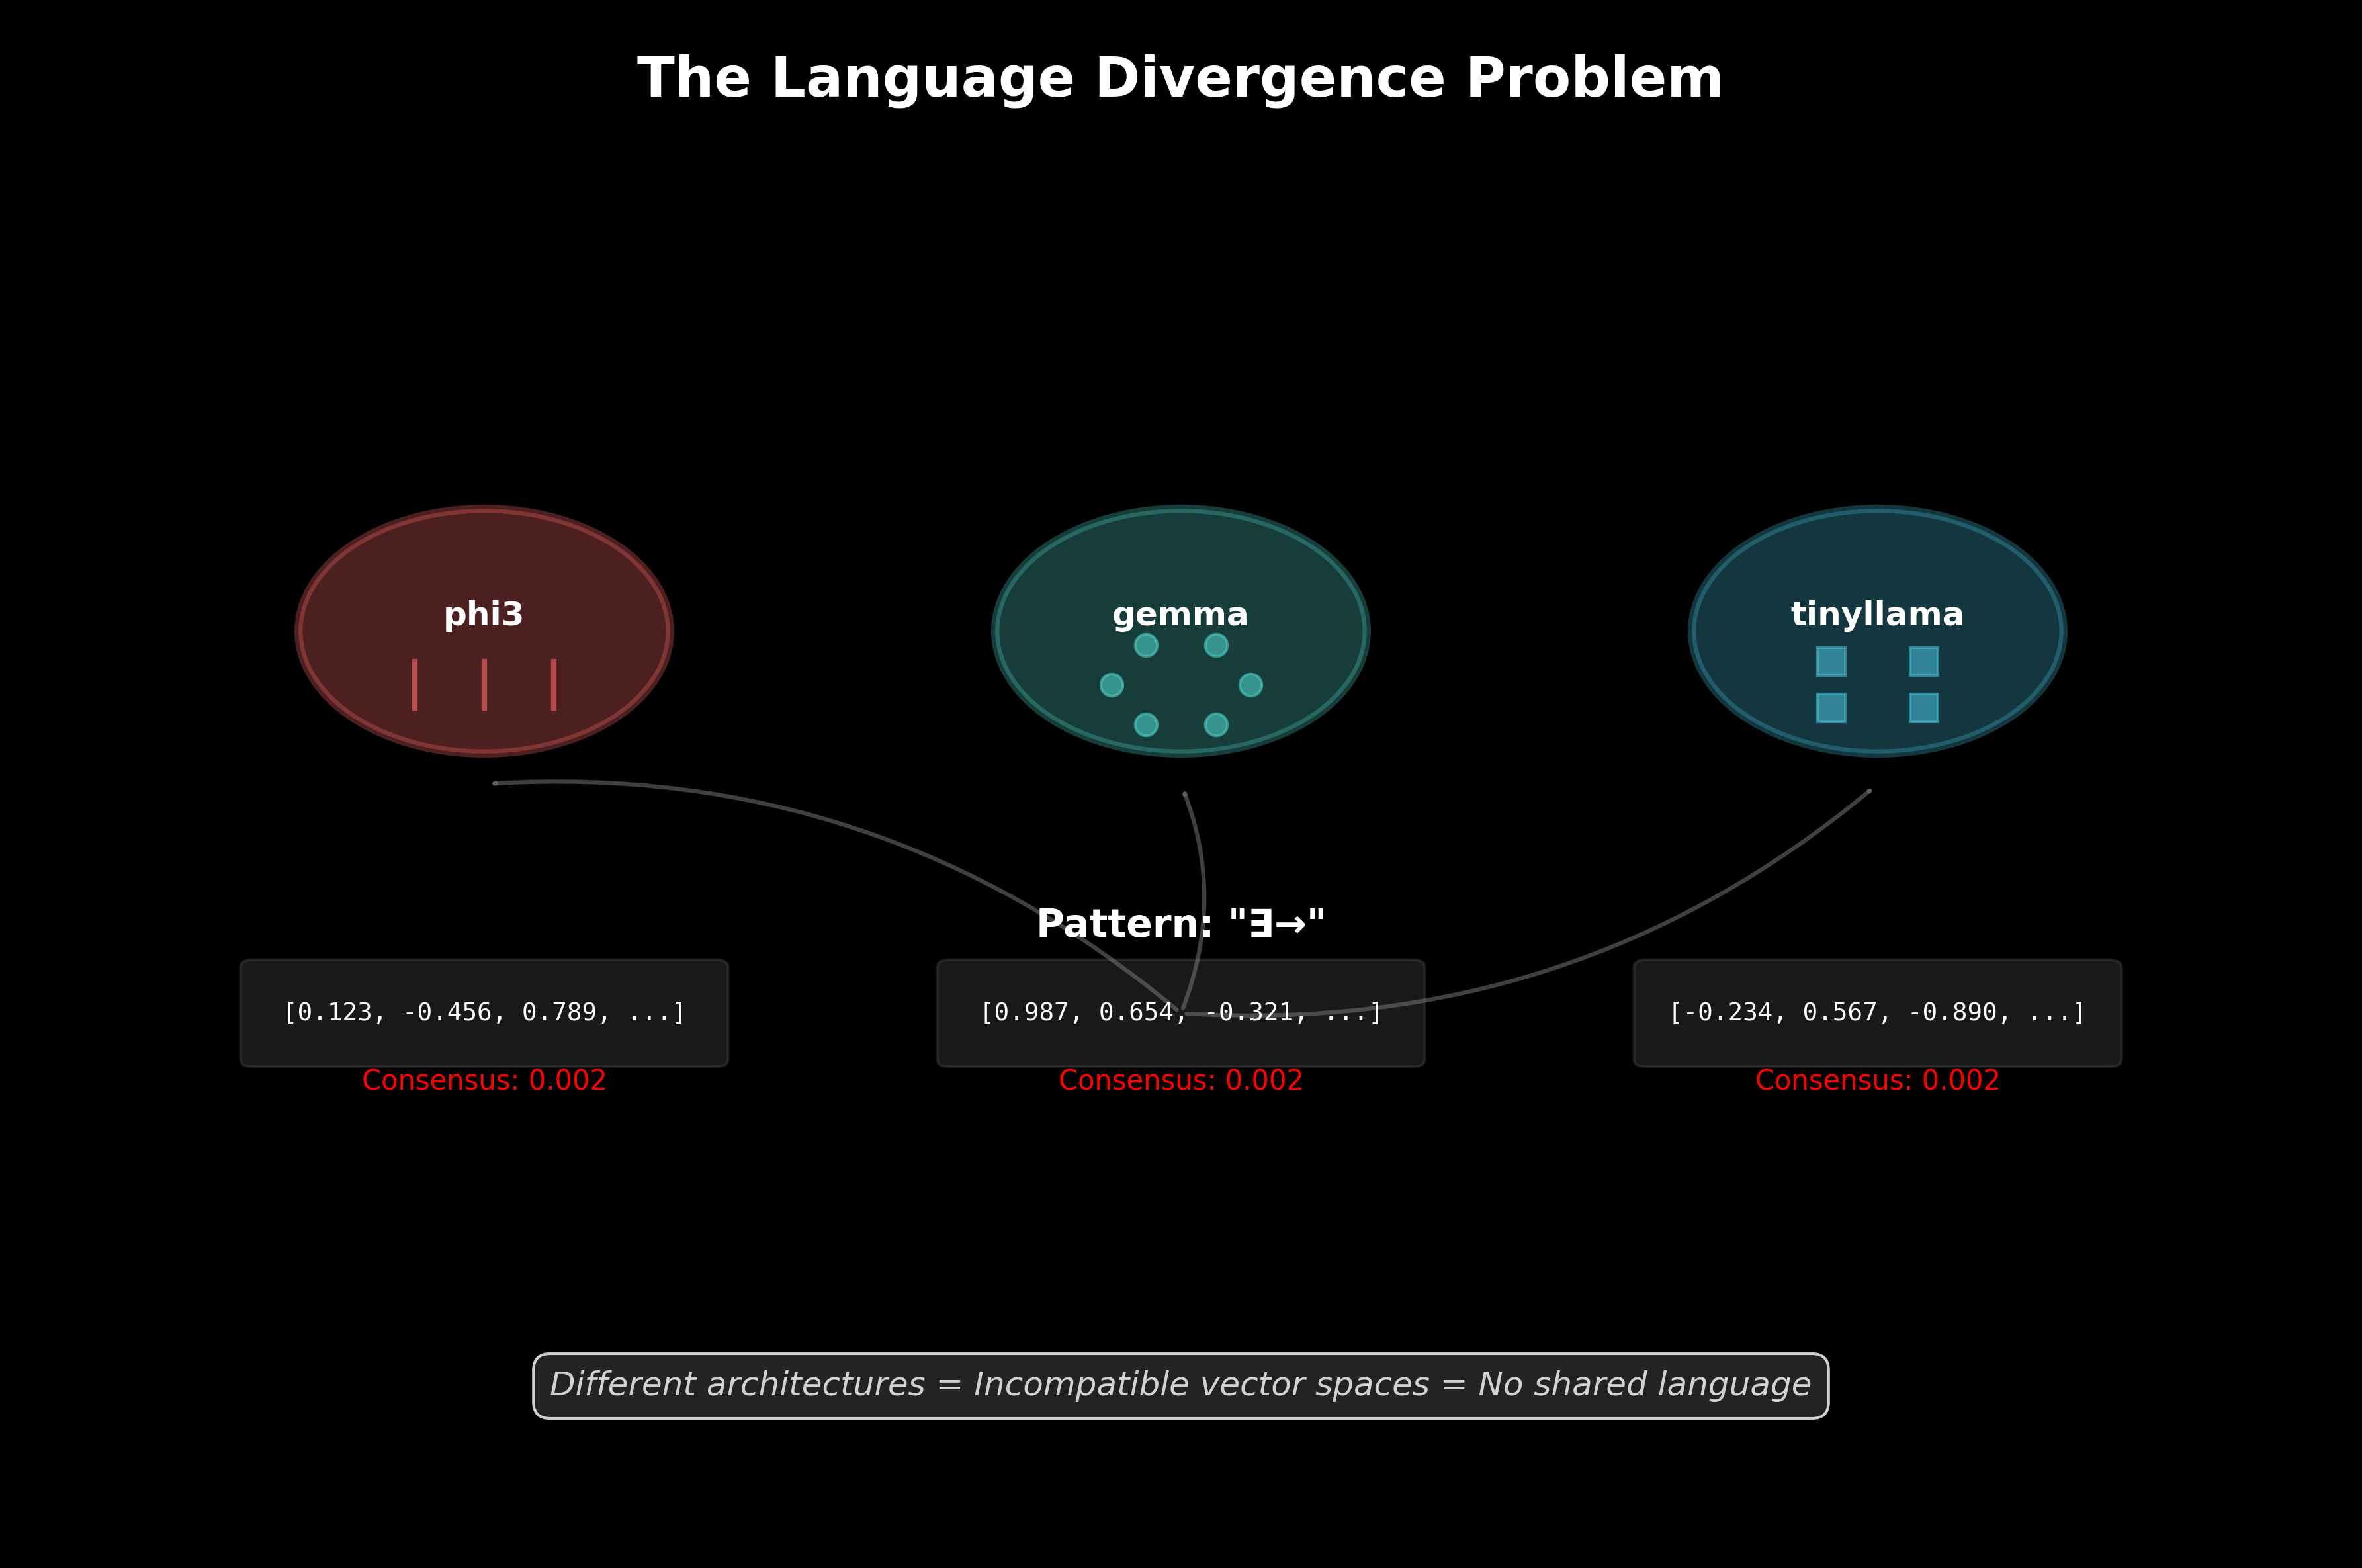 The Language Divergence Problem
phi3
gemma
tinyllama
Pattern: "∃→"
[0.123, -0.456, 0.789, ...]
[0.987, 0.654, -0.321, ...]
[-0.234, 0.567, -0.890, ...]
Consensus: 0.002
Consensus: 0.002
Consensus: 0.002
Different architectures = Incompatible vector spaces = No shared language